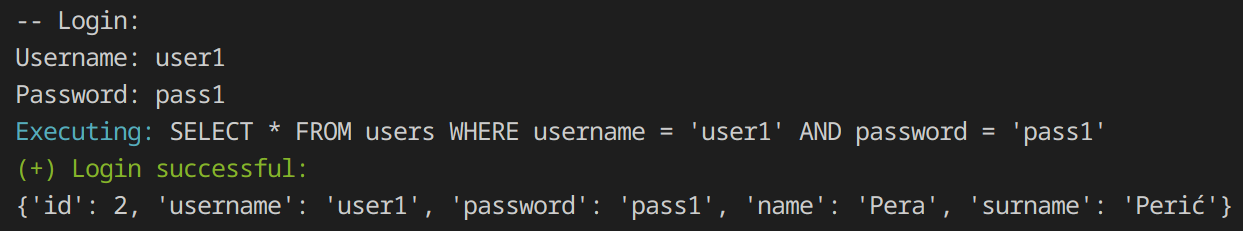 -- Login:
Username: user1
Password: pass1
Executing: SELECT * FROM users WHERE username = 'user1' AND password = 'pass1'
(+) Login successful:
{'id': 2, 'username': 'user1', 'password': 'pass1', 'name': 'Pera', 'surname': 'Perić'}